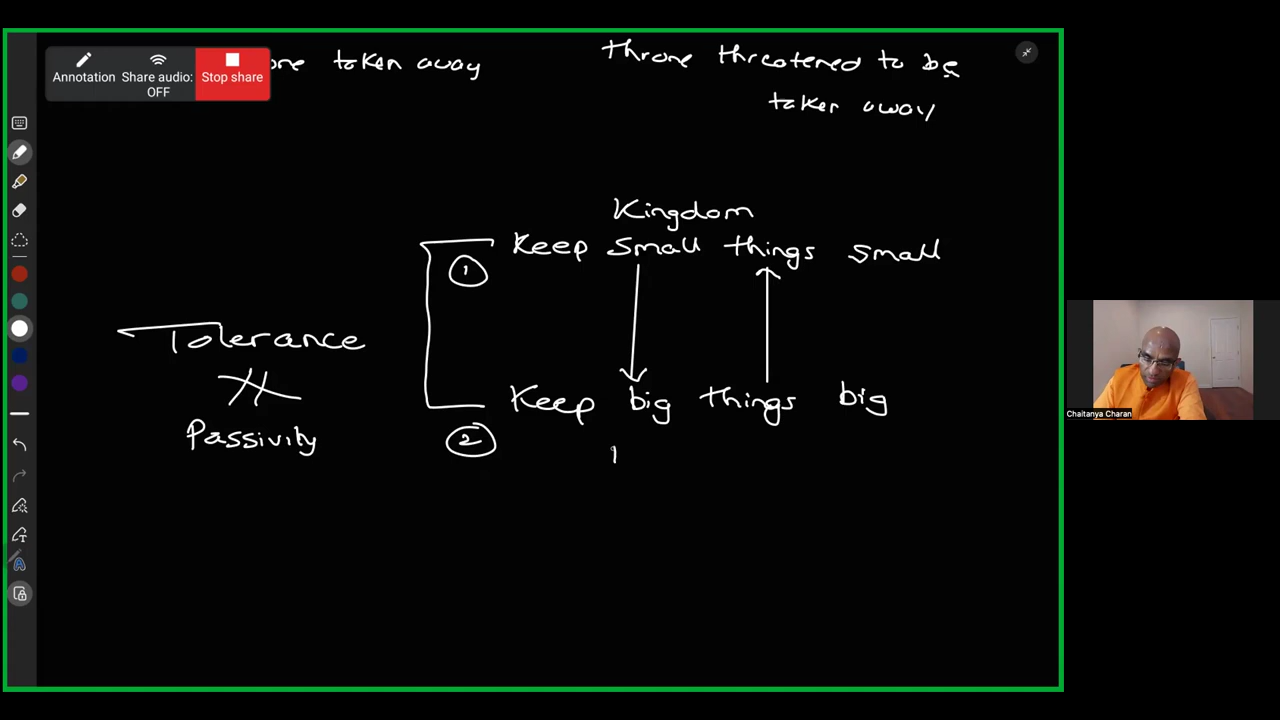 Annotation
Share audio:
OFF
Stop share
one taken away
throne threatened to be
taken away
Kingdom
① Keep small things small
Tolerance
Passivity
② Keep big things big
Chaitanya Charan